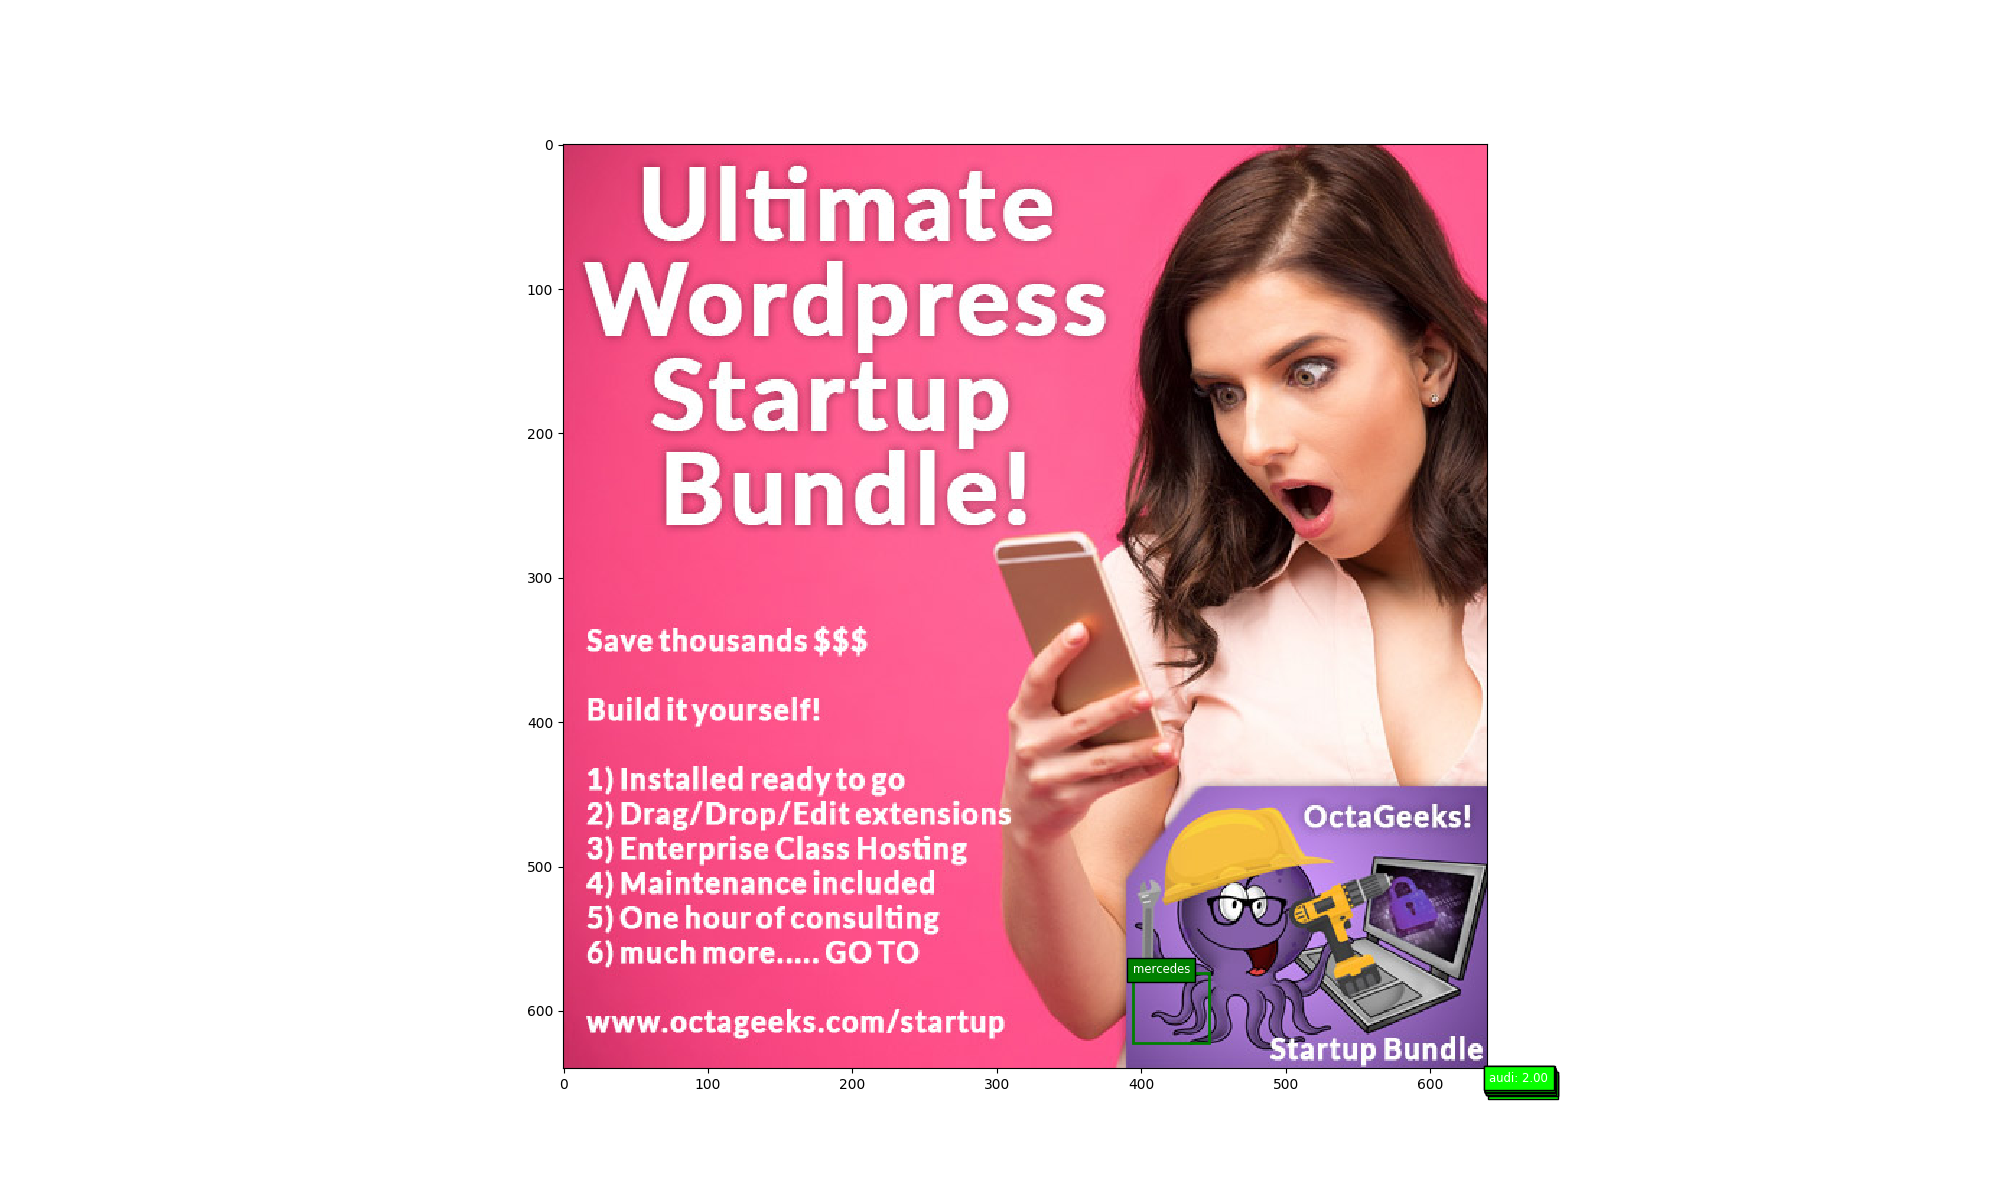 Ultimate
Wordpress
Startup
Bundle!
Save thousands $$$
Build it yourself!
1) Installed ready to go
2) Drag/Drop/Edit extensions
3) Enterprise Class Hosting
4) Maintenance included
5) One hour of consulting
6) much more..... GO TO
www.octageeks.com/startup
OctaGeeks!
mercedes
Startup Bundle
audi: 2.00
0
100
200
300
400
500
600
0 100 200 300 400 500 600